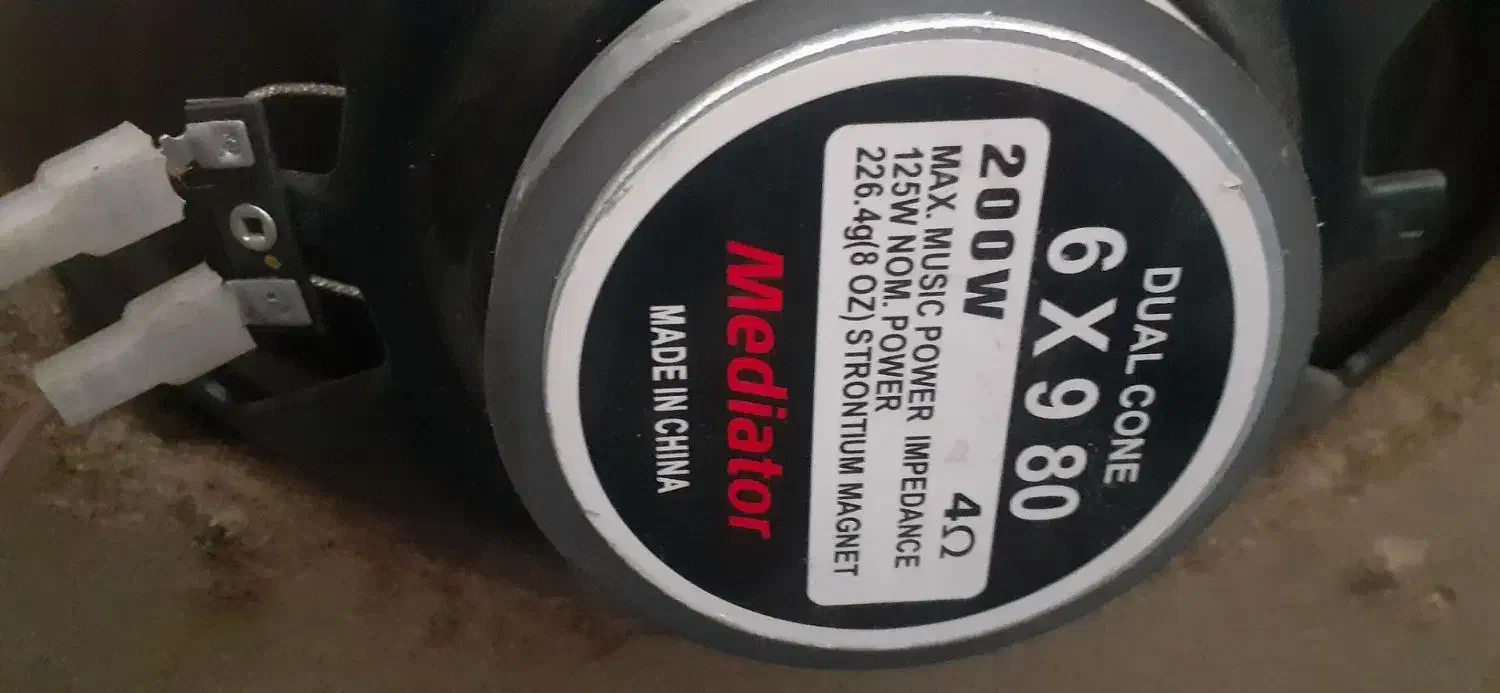 DUAL CONE
6 X 9 80
200W 4Ω
MAX. MUSIC POWER IMPEDANCE
125W NOM. POWER
226.4g(8 OZ) STRONTIUM MAGNET
Mediator
MADE IN CHINA